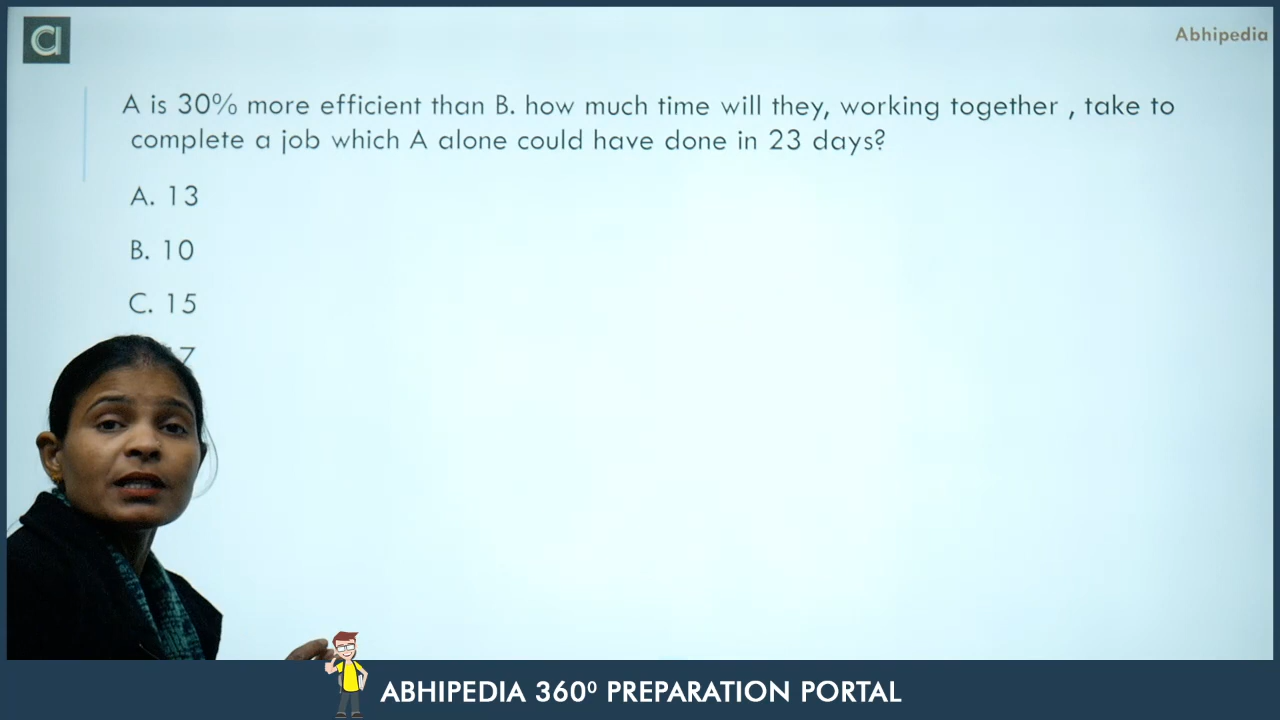 Abhipedia
A is 30% more efficient than B. how much time will they, working together , take to
complete a job which A alone could have done in 23 days?
A. 13
B. 10
C. 15
ABHIPEDIA 360⁰ PREPARATION PORTAL